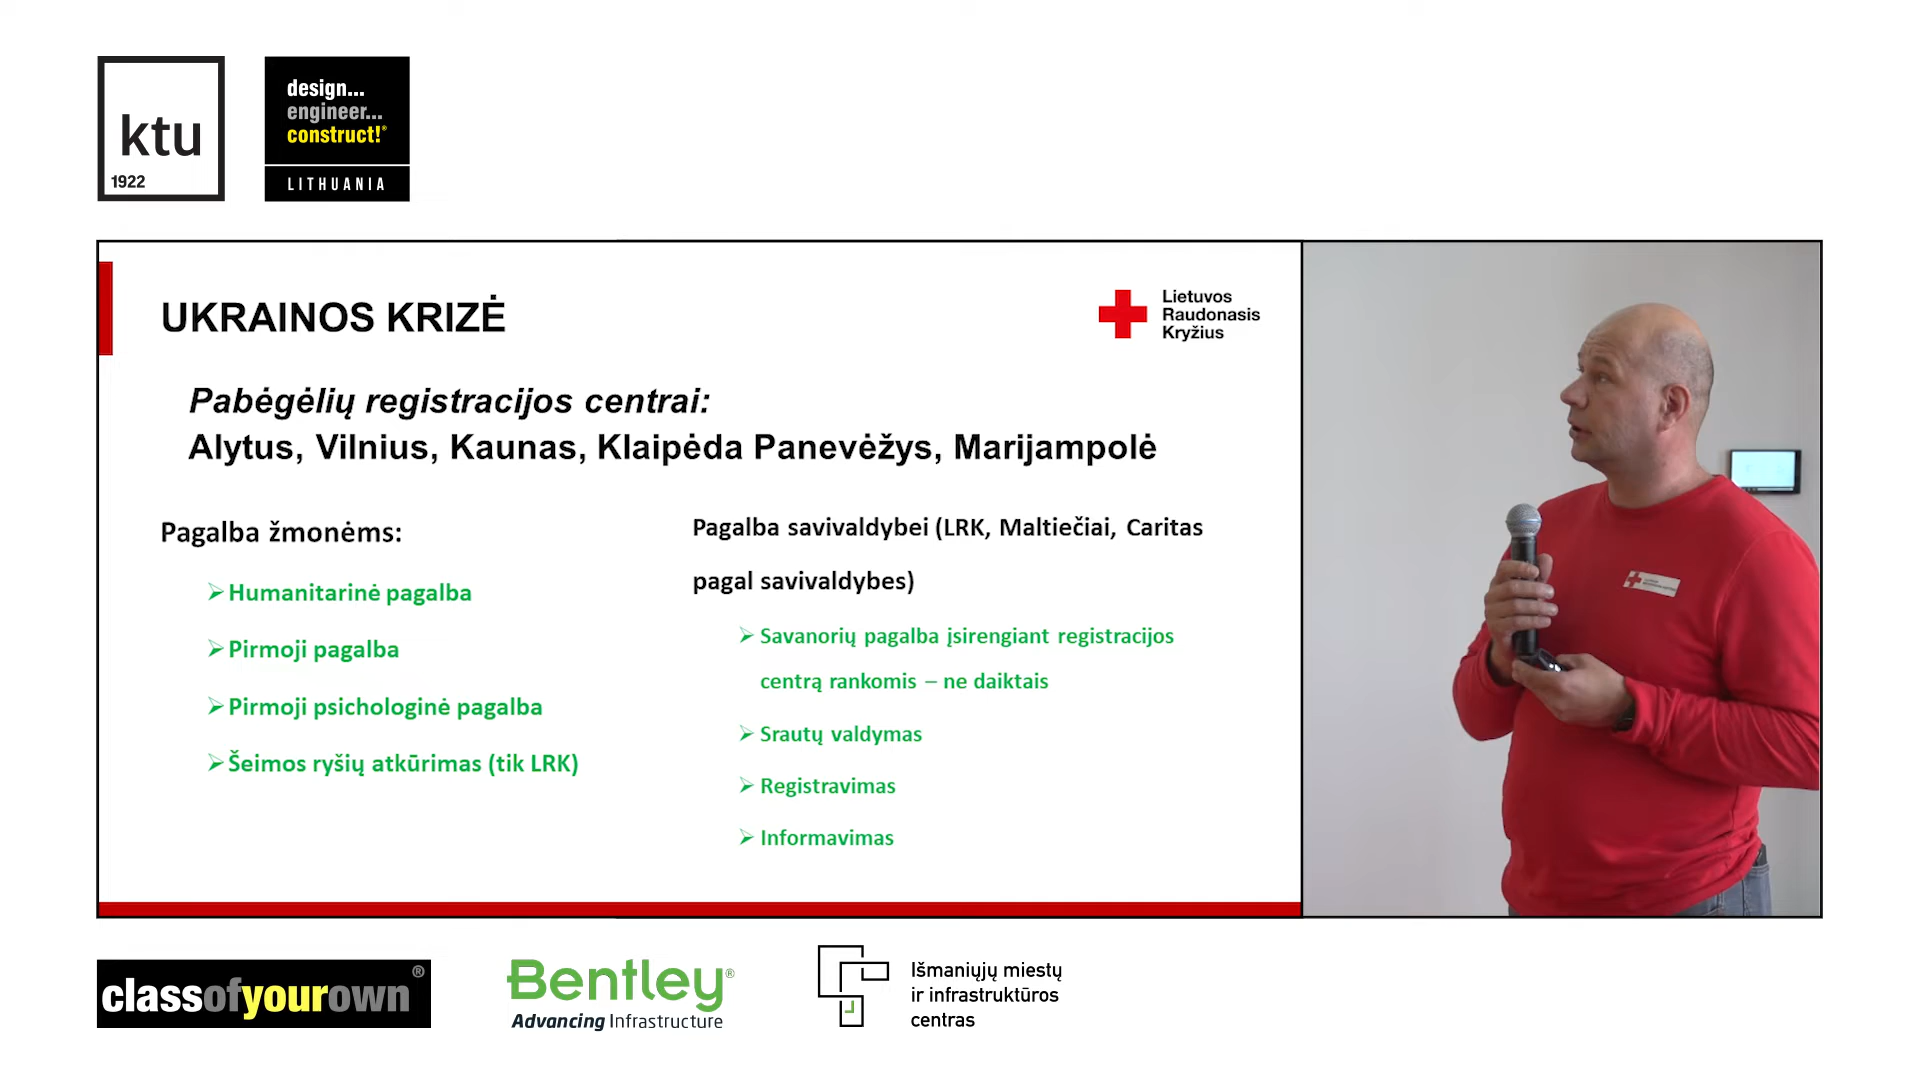 ktu
1922
design...
engineer...
construct!®
LITHUANIA
UKRAINOS KRIZĖ
Lietuvos
Raudonasis
Kryžius
Pabėgėlių registracijos centrai:
Alytus, Vilnius, Kaunas, Klaipėda Panevėžys, Marijampolė
Pagalba žmonėms:
➢Humanitarinė pagalba
➢Pirmoji pagalba
➢Pirmoji psichologinė pagalba
➢Šeimos ryšių atkūrimas (tik LRK)
Pagalba savivaldybei (LRK, Maltiečiai, Caritas
pagal savivaldybes)
➢ Savanorių pagalba įsirengiant registracijos
centrą rankomis – ne daiktais
➢ Srautų valdymas
➢ Registravimas
➢ Informavimas
classofyourown®
Bentley®
Advancing Infrastructure
Išmaniųjų miestų
ir infrastruktūros
centras